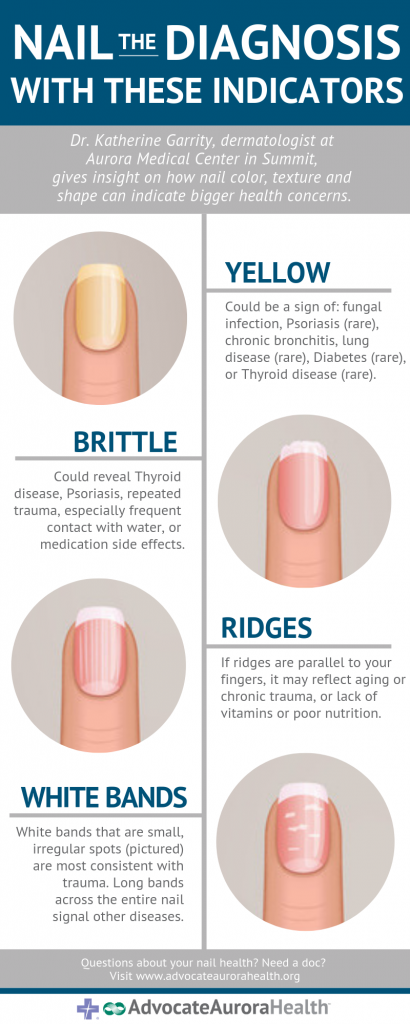 NAIL THE DIAGNOSIS
WITH THESE INDICATORS
Dr. Katherine Garrity, dermatologist at
Aurora Medical Center in Summit,
gives insight on how nail color, texture and
shape can indicate bigger health concerns.
YELLOW
Could be a sign of: fungal
infection, Psoriasis (rare),
chronic bronchitis, lung
disease (rare), Diabetes (rare),
or Thyroid disease (rare).
BRITTLE
Could reveal Thyroid
disease, Psoriasis, repeated
trauma, especially frequent
contact with water, or
medication side effects.
RIDGES
If ridges are parallel to your
fingers, it may reflect aging or
chronic trauma, or lack of
vitamins or poor nutrition.
WHITE BANDS
White bands that are small,
irregular spots (pictured)
are most consistent with
trauma. Long bands
across the entire nail
signal other diseases.
Questions about your nail health? Need a doc?
Visit www.advocateaurorahealth.org
AdvocateAuroraHealth